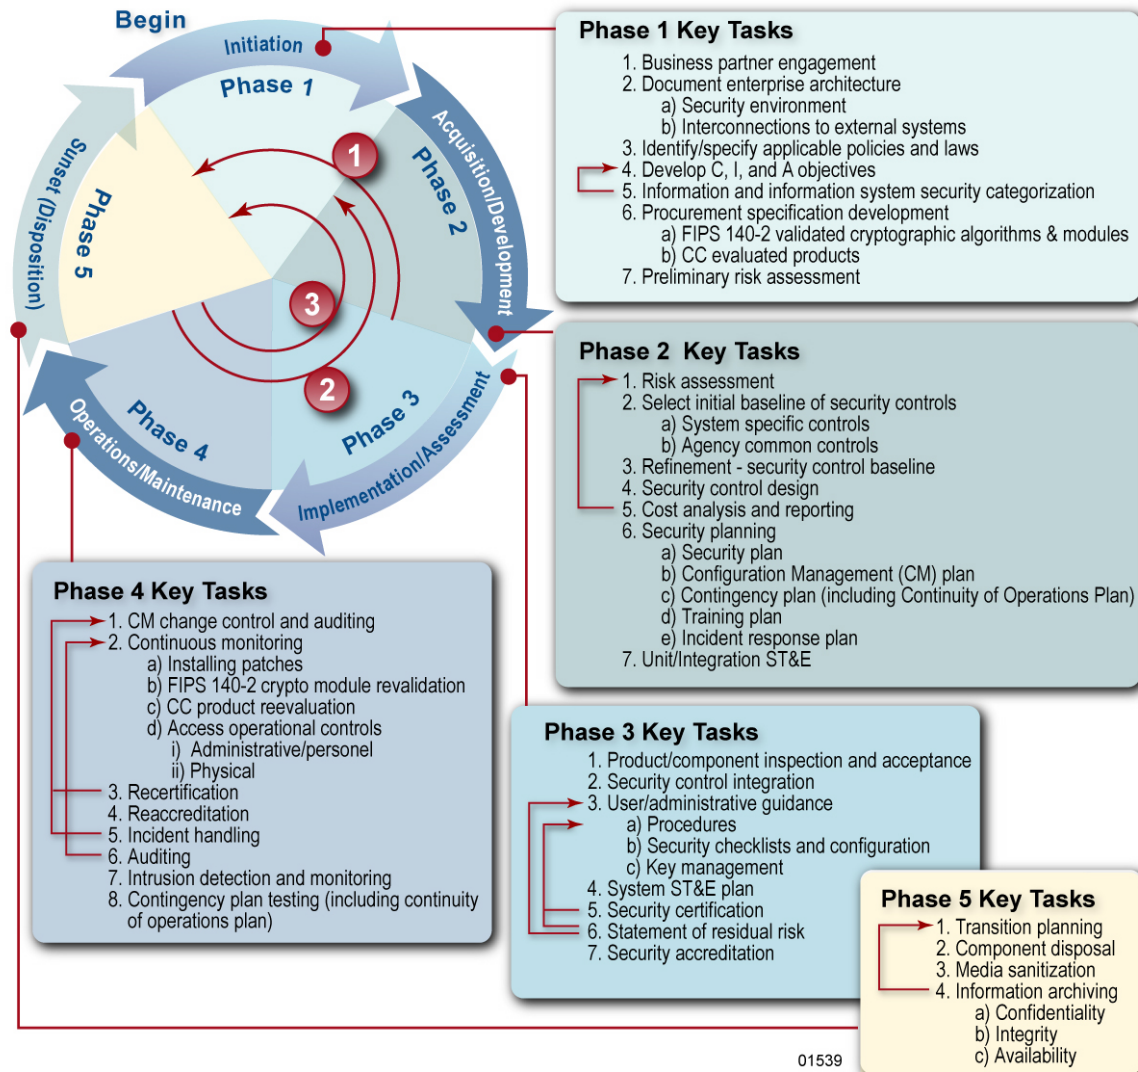 Begin
Initiation
Phase 1
Acquisition/Development
Phase 2
Implementation/Assessment
Phase 3
Operations/Maintenance
Phase 4
Sunset (Disposition)
Phase 5
1
2
3
Phase 1 Key Tasks
1. Business partner engagement
2. Document enterprise architecture
a) Security environment
b) Interconnections to external systems
3. Identify/specify applicable policies and laws
4. Develop C, I, and A objectives
5. Information and information system security categorization
6. Procurement specification development
a) FIPS 140-2 validated cryptographic algorithms & modules
b) CC evaluated products
7. Preliminary risk assessment
Phase 2 Key Tasks
1. Risk assessment
2. Select initial baseline of security controls
a) System specific controls
b) Agency common controls
3. Refinement - security control baseline
4. Security control design
5. Cost analysis and reporting
6. Security planning
a) Security plan
b) Configuration Management (CM) plan
c) Contingency plan (including Continuity of Operations Plan)
d) Training plan
e) Incident response plan
7. Unit/Integration ST&E
Phase 3 Key Tasks
1. Product/component inspection and acceptance
2. Security control integration
3. User/administrative guidance
a) Procedures
b) Security checklists and configuration
c) Key management
4. System ST&E plan
5. Security certification
6. Statement of residual risk
7. Security accreditation
Phase 4 Key Tasks
1. CM change control and auditing
2. Continuous monitoring
a) Installing patches
b) FIPS 140-2 crypto module revalidation
c) CC product reevaluation
d) Access operational controls
i) Administrative/personel
ii) Physical
3. Recertification
4. Reaccreditation
5. Incident handling
6. Auditing
7. Intrusion detection and monitoring
8. Contingency plan testing (including continuity
of operations plan)
Phase 5 Key Tasks
1. Transition planning
2. Component disposal
3. Media sanitization
4. Information archiving
a) Confidentiality
b) Integrity
c) Availability
01539